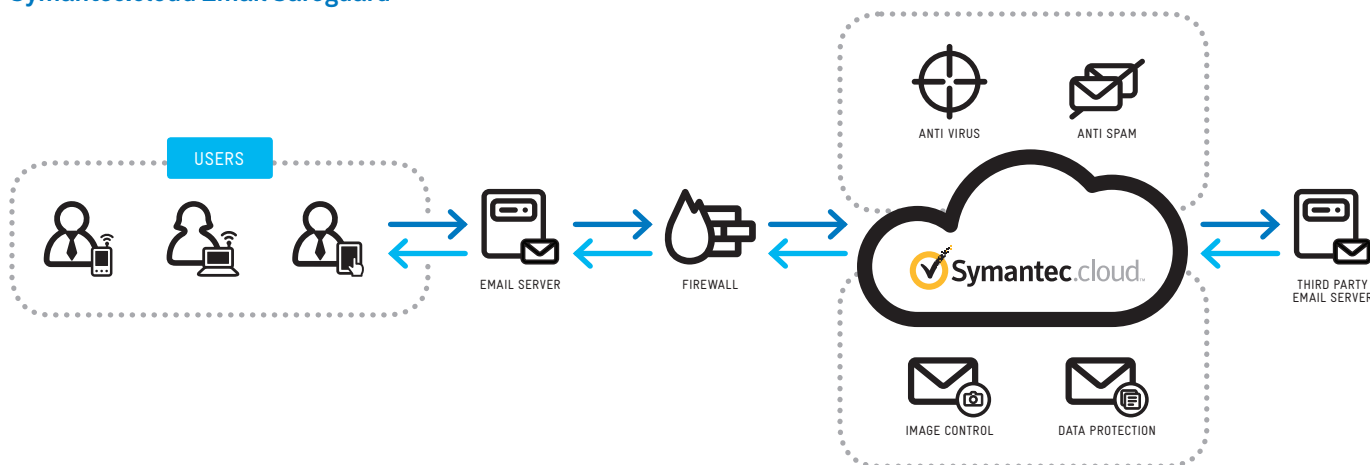 USERS
ANTI VIRUS
ANTI SPAM
EMAIL SERVER
FIREWALL
Symantec.cloud
THIRD PARTY
EMAIL SERVER
IMAGE CONTROL
DATA PROTECTION